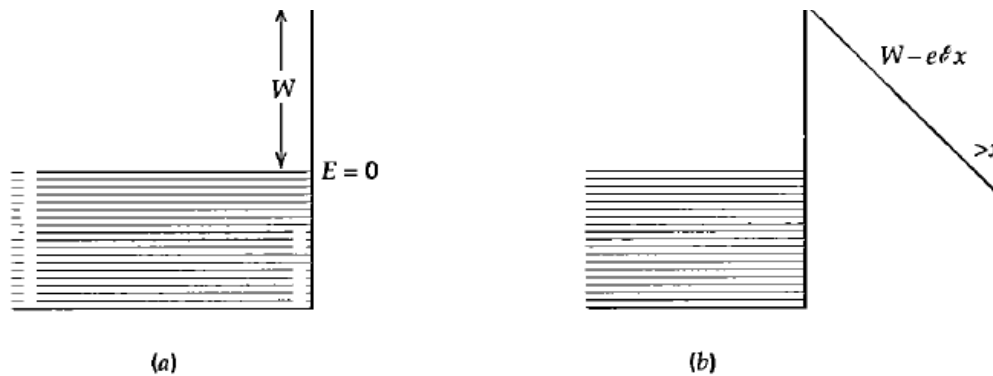 W
E = 0
W – eℰx
>x
(a)
(b)